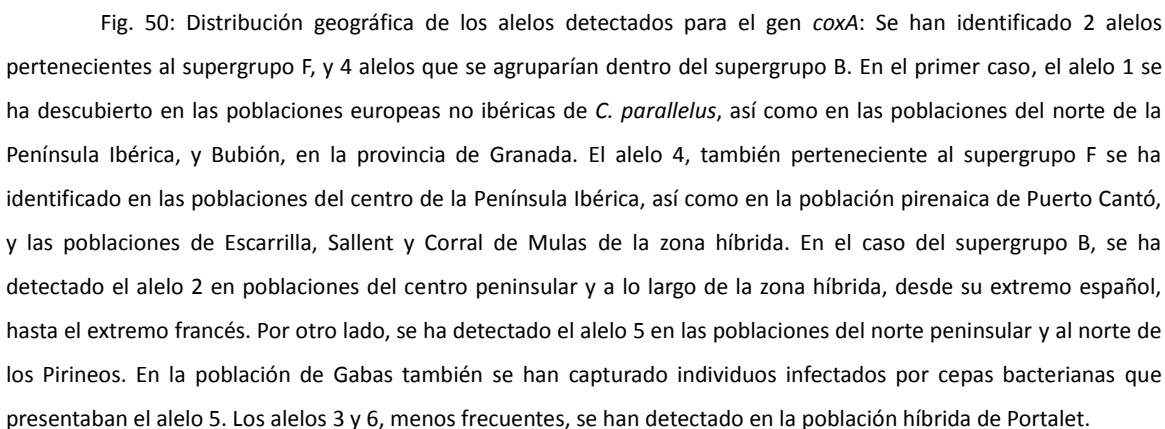 Fig. 50: Distribución geográfica de los alelos detectados para el gen coxA: Se han identificado 2 alelos
pertenecientes al supergrupo F, y 4 alelos que se agruparían dentro del supergrupo B. En el primer caso, el alelo 1 se
ha descubierto en las poblaciones europeas no ibéricas de C. parallelus, así como en las poblaciones del norte de la
Península Ibérica, y Bubión, en la provincia de Granada. El alelo 4, también perteneciente al supergrupo F se ha
identificado en las poblaciones del centro de la Península Ibérica, así como en la población pirenaica de Puerto Cantó,
y las poblaciones de Escarrilla, Sallent y Corral de Mulas de la zona híbrida. En el caso del supergrupo B, se ha
detectado el alelo 2 en poblaciones del centro peninsular y a lo largo de la zona híbrida, desde su extremo español,
hasta el extremo francés. Por otro lado, se ha detectado el alelo 5 en las poblaciones del norte peninsular y al norte de
los Pirineos. En la población de Gabas también se han capturado individuos infectados por cepas bacterianas que
presentaban el alelo 5. Los alelos 3 y 6, menos frecuentes, se han detectado en la población híbrida de Portalet.